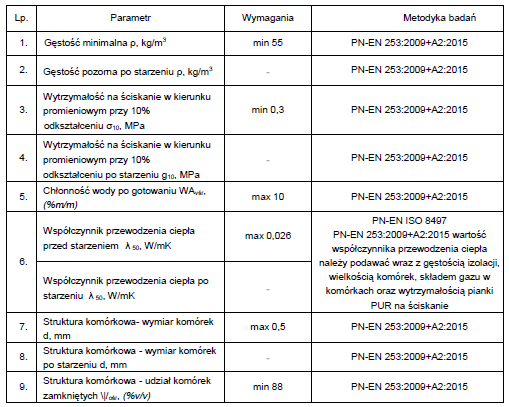 Lp. Parametr Wymagania Metodyka badań
1. Gęstość minimalna ρ, kg/m³ min 55 PN-EN 253:2009+A2:2015
2. Gęstość pozorna po starzeniu ρ, kg/m³ - PN-EN 253:2009+A2:2015
3. Wytrzymałość na ściskanie w kierunku
promieniowym przy 10%
odkształceniu σ10, MPa min 0,3 PN-EN 253:2009+A2:2015
4. Wytrzymałość na ściskanie w kierunku
promieniowym przy 10%
odkształceniu po starzeniu g10, MPa - PN-EN 253:2009+A2:2015
5. Chłonność wody po gotowaniu WAvśr,
(%m/m) max 10 PN-EN 253:2009+A2:2015
6. Współczynnik przewodzenia ciepła
przed starzeniem λ 50, W/mK max 0,026
Współczynnik przewodzenia ciepła po
starzeniu λ 50, W/mK -
PN-EN ISO 8497
PN-EN 253:2009+A2:2015 wartość
współczynnika przewodzenia ciepła
należy podawać wraz z gęstością izolacji,
wielkością komórek, składem gazu w
komórkach oraz wytrzymałością pianki
PUR na ściskanie
7. Struktura komórkowa- wymiar komórek
d, mm max 0,5 PN-EN 253:2009+A2:2015
8. Struktura komórkowa - wymiar komórek
po starzeniu d, mm - PN-EN 253:2009+A2:2015
9. Struktura komórkowa - udział komórek
zamkniętych \|/ośr, (%v/v) min 88 PN-EN 253:2009+A2:2015